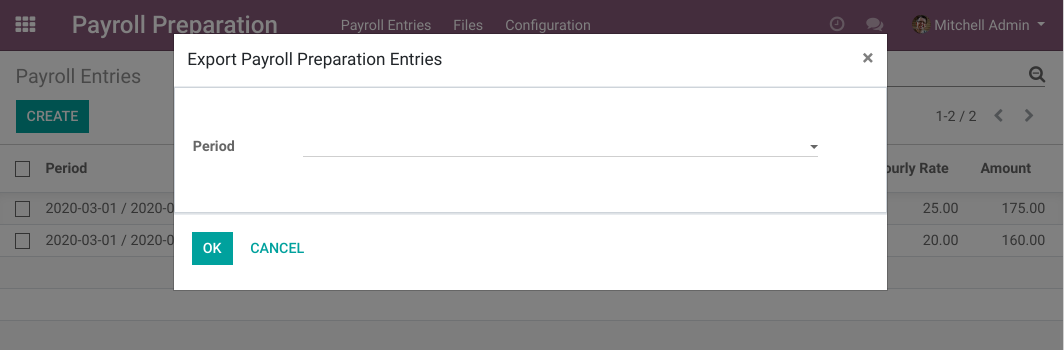 Payroll Preparation Payroll Entries Files Configuration Mitchell Admin
Export Payroll Preparation Entries ×
Payroll Entries
CREATE 1-2 / 2
Period
Period Hourly Rate Amount
2020-03-01 / 2020-0 25.00 175.00
2020-03-01 / 2020-0 20.00 160.00
OK CANCEL